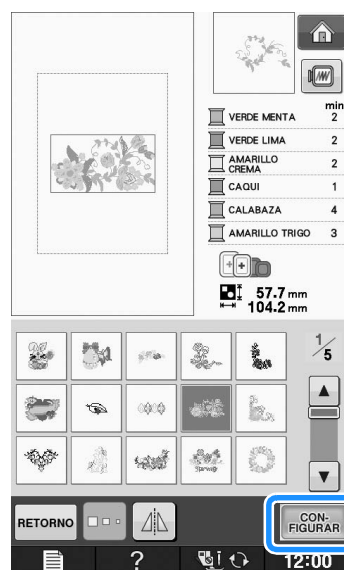 min
VERDE MENTA 2
VERDE LIMA 2
AMARILLO
CREMA 2
CAQUI 1
CALABAZA 4
AMARILLO TRIGO 3
57.7 mm
104.2 mm
1/5
RETORNO
CON-
FIGURAR
? 12:00